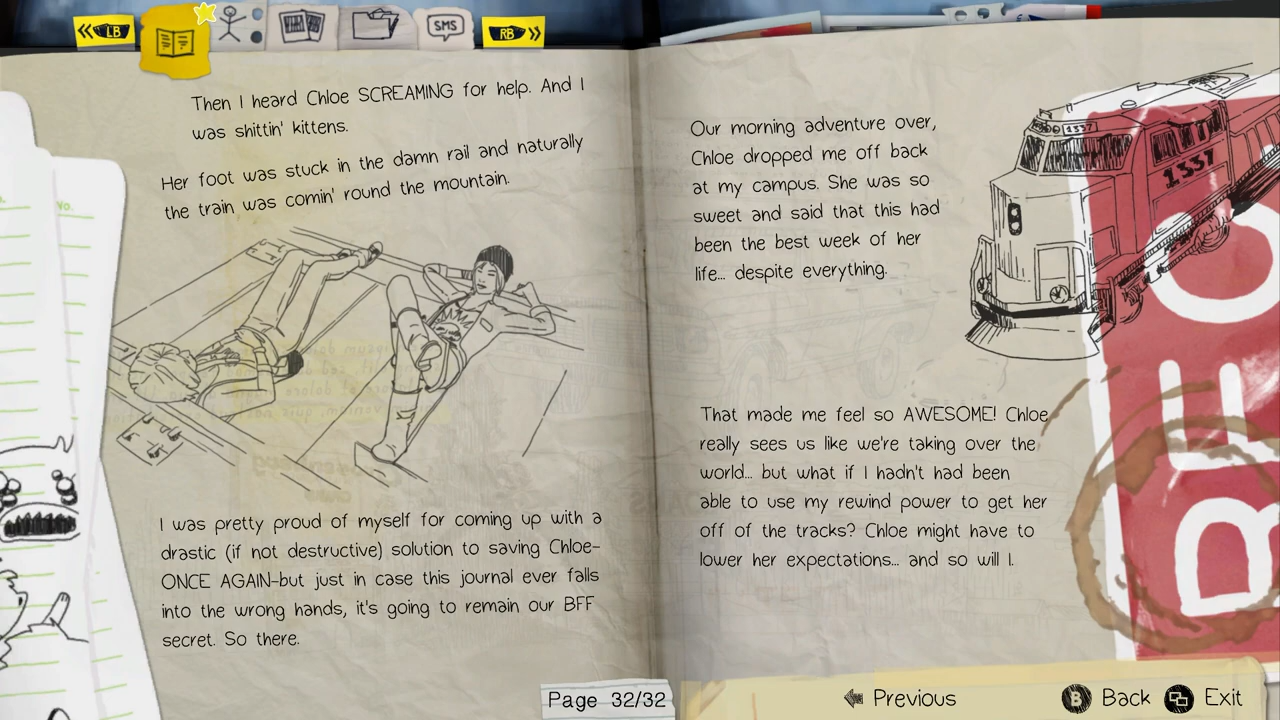 LB
SMS
RB
Then I heard Chloe SCREAMING for help. And I
was shittin' kittens.
Her foot was stuck in the damn rail and naturally
the train was comin' round the mountain.
I was pretty proud of myself for coming up with a
drastic (if not destructive) solution to saving Chloe-
ONCE AGAIN-but just in case this journal ever falls
into the wrong hands, it's going to remain our BFF
secret. So there.
Our morning adventure over,
Chloe dropped me off back
at my campus. She was so
sweet and said that this had
been the best week of her
life... despite everything.
1337
1337
That made me feel so AWESOME! Chloe
really sees us like we're taking over the
world... but what if I hadn't had been
able to use my rewind power to get her
off of the tracks? Chloe might have to
lower her expectations... and so will I.
No.
Page 32/32
Previous
B Back
Exit